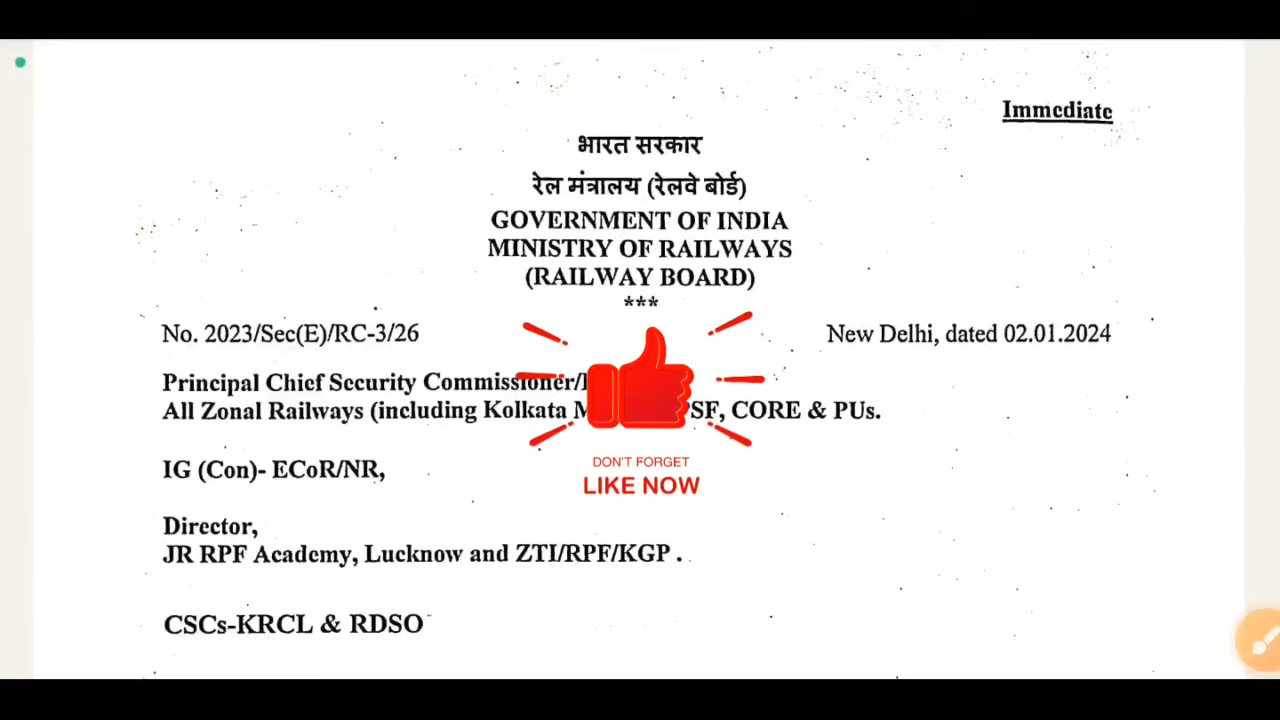 Immediate
भारत सरकार
रेल मंत्रालय (रेलवे बोर्ड)
GOVERNMENT OF INDIA
MINISTRY OF RAILWAYS
(RAILWAY BOARD)
***
No. 2023/Sec(E)/RC-3/26 New Delhi, dated 02.01.2024
Principal Chief Security Commissioner/
All Zonal Railways (including Kolkata SF, CORE & PUs.
DON'T FORGET
LIKE NOW
IG (Con)- ECoR/NR,
Director,
JR RPF Academy, Lucknow and ZTI/RPF/KGP .
CSCs-KRCL & RDSO